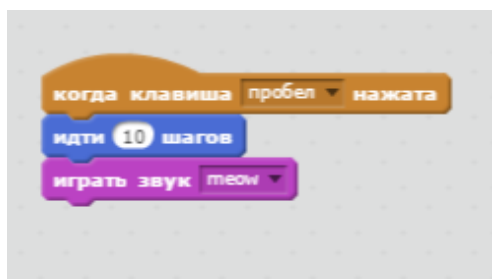 когда клавиша пробел нажата
идти 10 шагов
играть звук meow